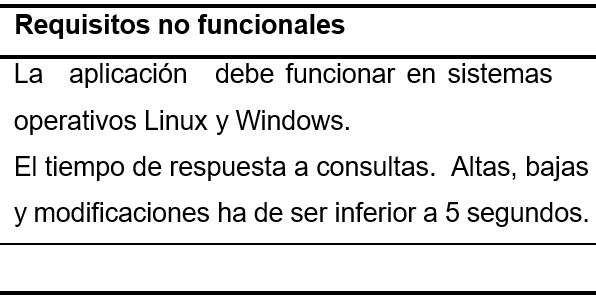 Requisitos no funcionales
La aplicación debe funcionar en sistemas
operativos Linux y Windows.
El tiempo de respuesta a consultas. Altas, bajas
y modificaciones ha de ser inferior a 5 segundos.